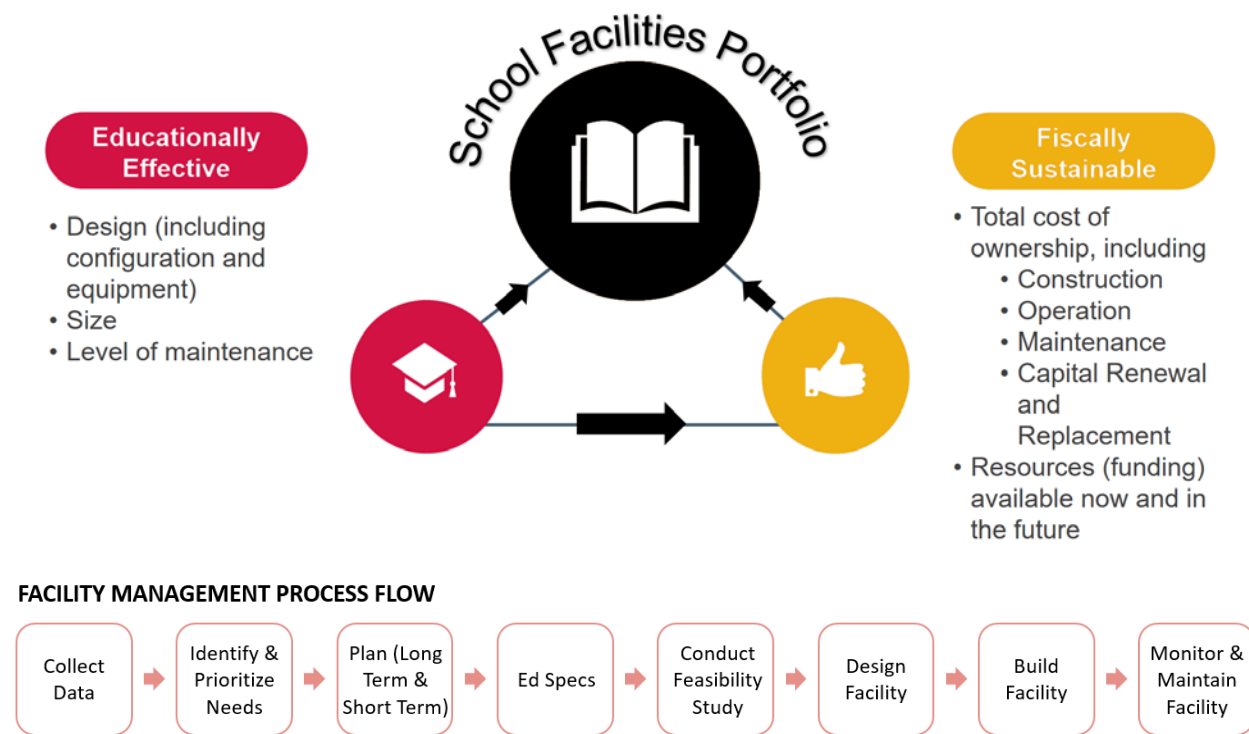 School Facilities Portfolio
Educationally
Effective
• Design (including
configuration and
equipment)
• Size
• Level of maintenance
Fiscally
Sustainable
• Total cost of
ownership, including
• Construction
• Operation
• Maintenance
• Capital Renewal
and
Replacement
• Resources (funding)
available now and in
the future
FACILITY MANAGEMENT PROCESS FLOW
Collect
Data
Identify &
Prioritize
Needs
Plan (Long
Term &
Short Term)
Ed Specs
Conduct
Feasibility
Study
Design
Facility
Build
Facility
Monitor &
Maintain
Facility